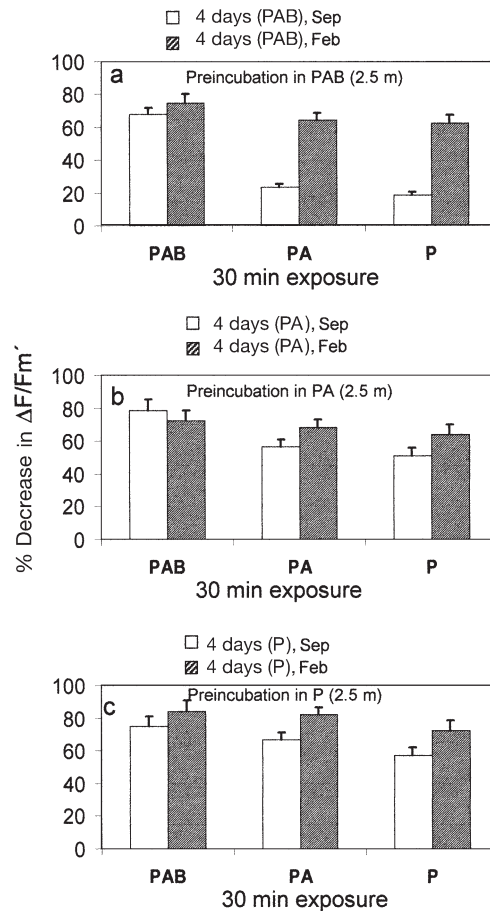 4 days (PAB), Sep
4 days (PAB), Feb
a
Preincubation in PAB (2.5 m)
80
60
40
20
0
PAB PA P
30 min exposure
4 days (PA), Sep
4 days (PA), Feb
b
Preincubation in PA (2.5 m)
100
80
60
40
20
0
PAB PA P
30 min exposure
4 days (P), Sep
4 days (P), Feb
c
Preincubation in P (2.5 m)
100
80
60
40
20
0
PAB PA P
30 min exposure
% Decrease in ΔF/Fm´
100